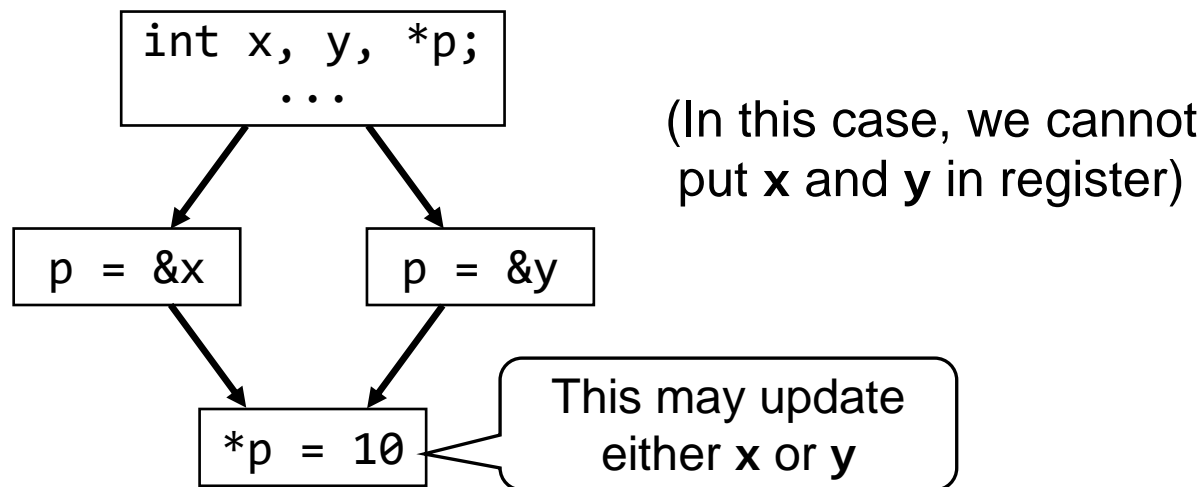 int x, y, *p;
...
(In this case, we cannot
put x and y in register)
p = &x
p = &y
*p = 10
This may update
either x or y